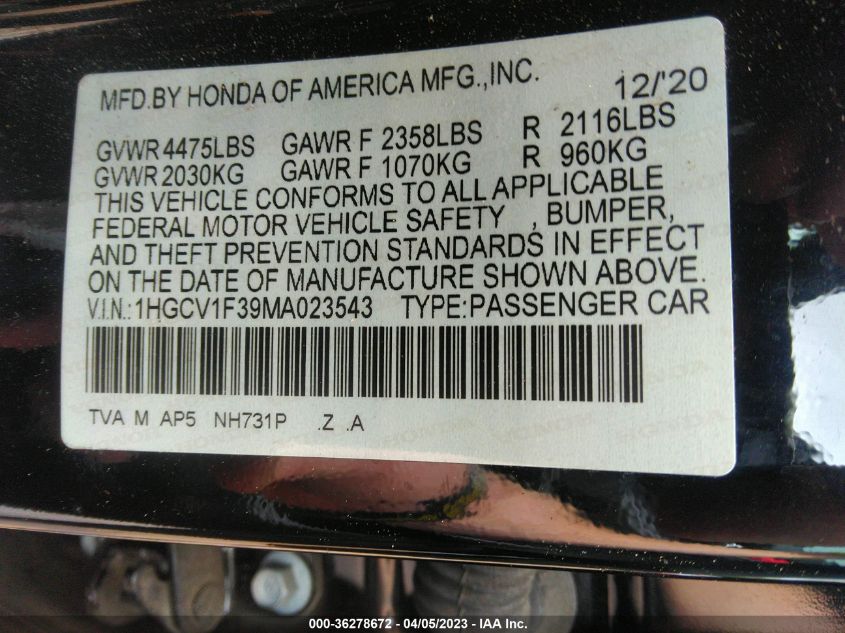 MFD.BY HONDA OF AMERICA MFG.,INC. 12/'20
GVWR 4475LBS GAWR F 2358LBS R 2116LBS
GVWR 2030KG GAWR F 1070KG R 960KG
THIS VEHICLE CONFORMS TO ALL APPLICABLE
FEDERAL MOTOR VEHICLE SAFETY , BUMPER,
AND THEFT PREVENTION STANDARDS IN EFFECT
ON THE DATE OF MANUFACTURE SHOWN ABOVE.
V.I.N.:1HGCV1F39MA023543 TYPE:PASSENGER CAR
TVA M AP5 NH731P .Z .A
000-36278672 - 04/05/2023 - IAA Inc.